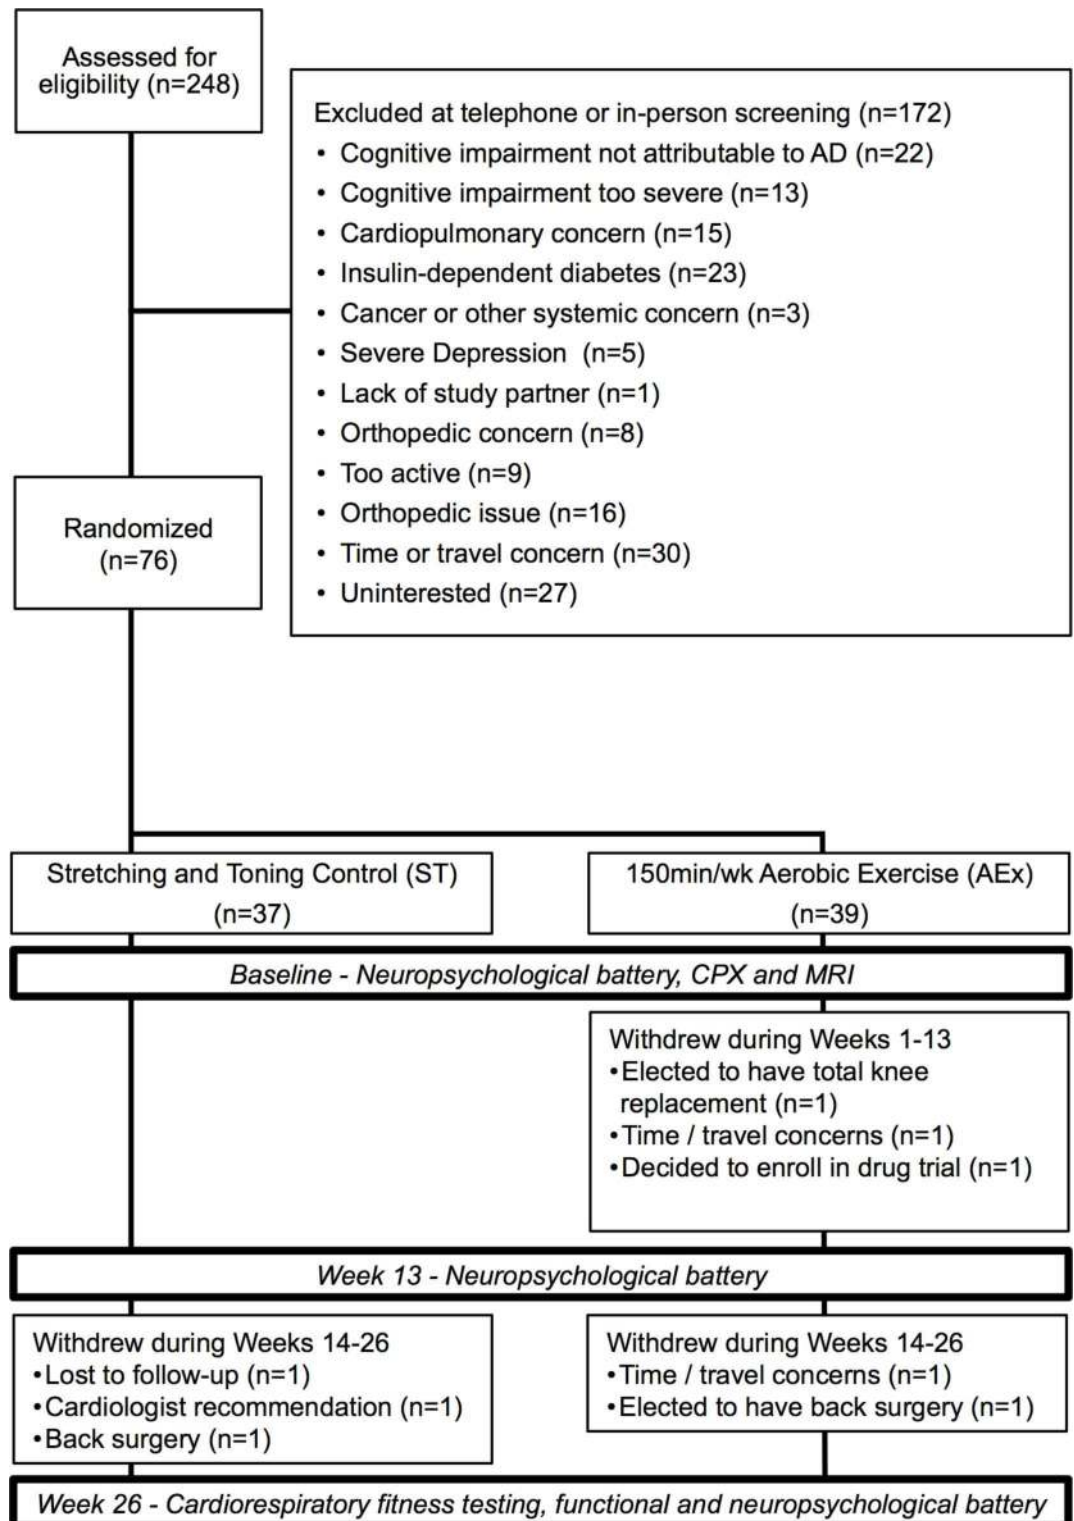 Assessed for
eligibility (n=248)
Excluded at telephone or in-person screening (n=172)
• Cognitive impairment not attributable to AD (n=22)
• Cognitive impairment too severe (n=13)
• Cardiopulmonary concern (n=15)
• Insulin-dependent diabetes (n=23)
• Cancer or other systemic concern (n=3)
• Severe Depression (n=5)
• Lack of study partner (n=1)
• Orthopedic concern (n=8)
• Too active (n=9)
• Orthopedic issue (n=16)
• Time or travel concern (n=30)
• Uninterested (n=27)
Randomized
(n=76)
Stretching and Toning Control (ST)
(n=37)
150min/wk Aerobic Exercise (AEx)
(n=39)
Baseline - Neuropsychological battery, CPX and MRI
Withdrew during Weeks 1-13
•Elected to have total knee
replacement (n=1)
•Time / travel concerns (n=1)
•Decided to enroll in drug trial (n=1)
Week 13 - Neuropsychological battery
Withdrew during Weeks 14-26
•Lost to follow-up (n=1)
•Cardiologist recommendation (n=1)
•Back surgery (n=1)
Withdrew during Weeks 14-26
•Time / travel concerns (n=1)
•Elected to have back surgery (n=1)
Week 26 - Cardiorespiratory fitness testing, functional and neuropsychological battery